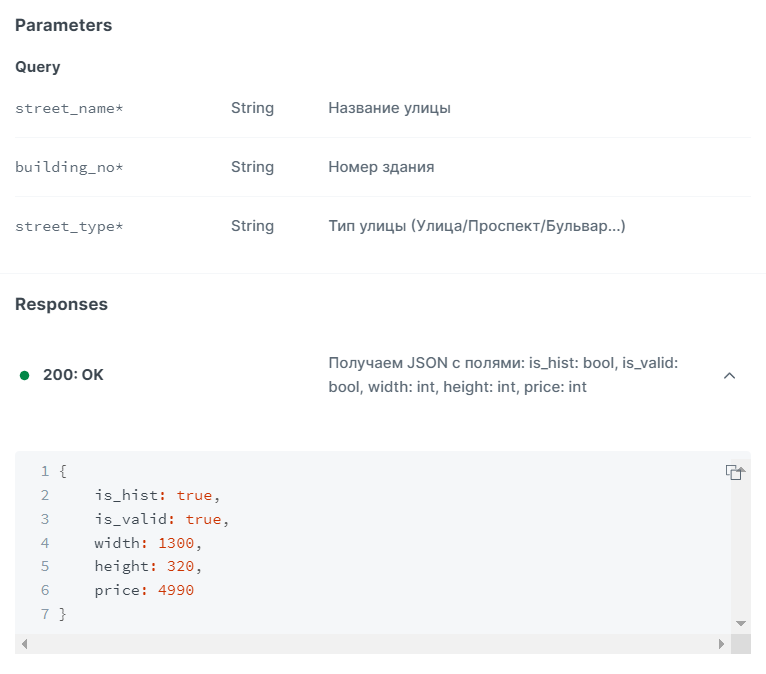 Parameters
Query
street_name* String Название улицы
building_no* String Номер здания
street_type* String Тип улицы (Улица/Проспект/Бульвар...)
Responses
200: OK
Получаем JSON с полями: is_hist: bool, is_valid:
bool, width: int, height: int, price: int
1 {
2 is_hist: true,
3 is_valid: true,
4 width: 1300,
5 height: 320,
6 price: 4990
7 }